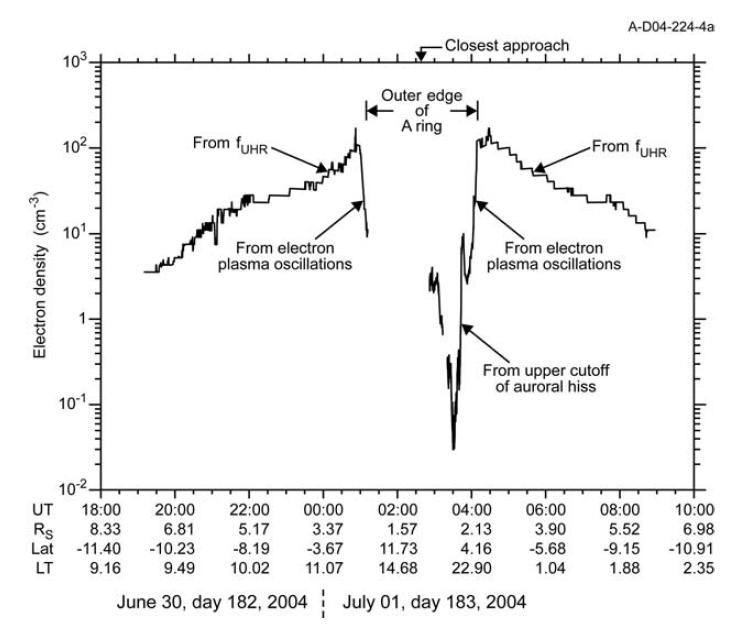 A-D04-224-4a
Closest approach
10³
Outer edge
of
A ring
From fUHR
From fUHR
10²
Electron density (cm⁻³)
10¹
From electron
plasma oscillations
From electron
plasma oscillations
1
From upper cutoff
of auroral hiss
10⁻¹
10⁻²
UT 18:00 20:00 22:00 00:00 02:00 04:00 06:00 08:00 10:00
RS 8.33 6.81 5.17 3.37 1.57 2.13 3.90 5.52 6.98
Lat -11.40 -10.23 -8.19 -3.67 11.73 4.16 -5.68 -9.15 -10.91
LT 9.16 9.49 10.02 11.07 14.68 22.90 1.04 1.88 2.35
June 30, day 182, 2004 July 01, day 183, 2004